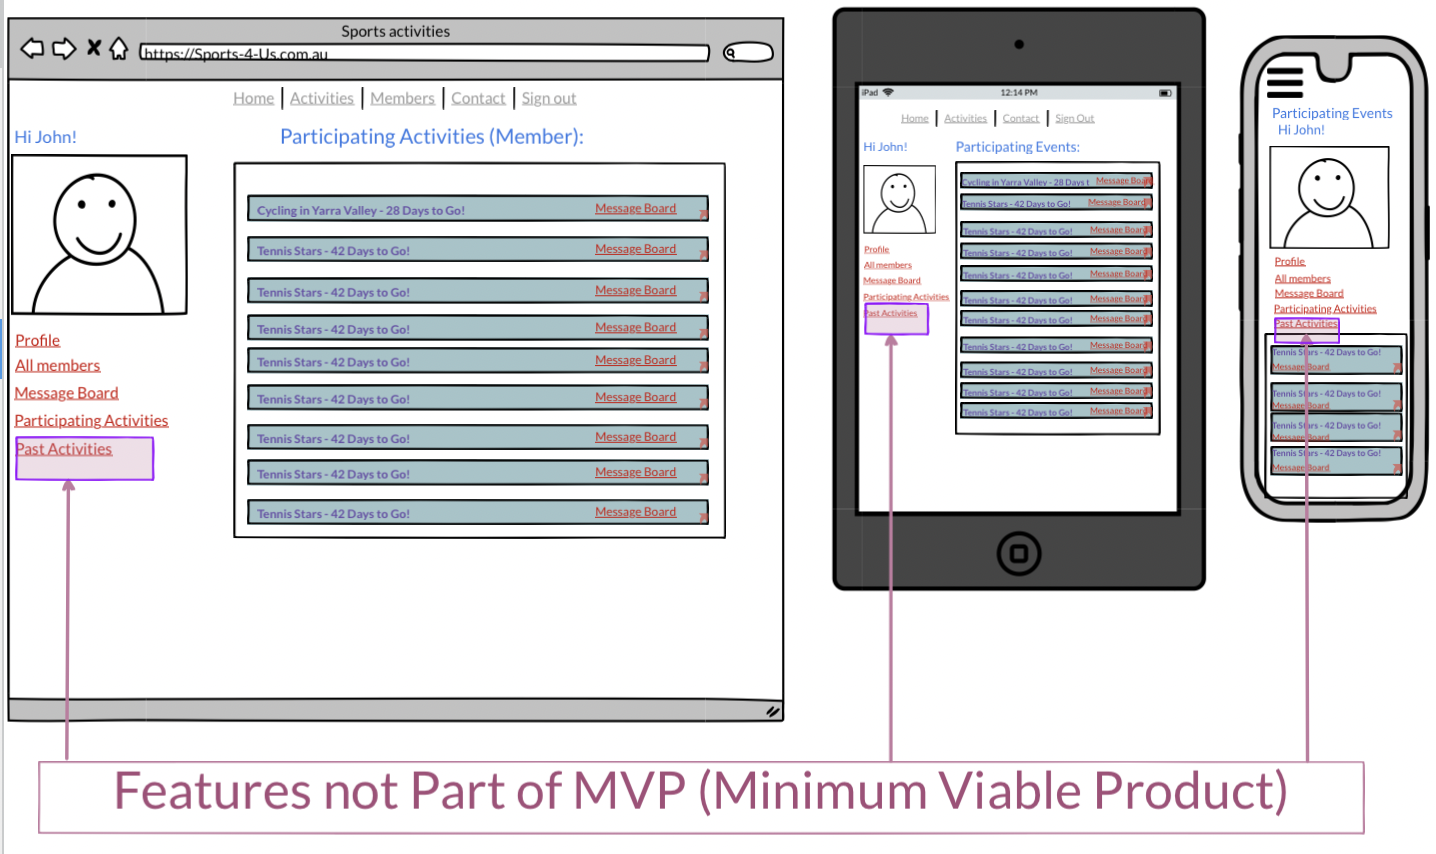 Sports activities
https://Sports-4-Us.com.au
Home | Activities | Members | Contact | Sign out
Hi John!
Participating Activities (Member):
Cycling in Yarra Valley - 28 Days to Go! Message Board
Tennis Stars - 42 Days to Go! Message Board
Tennis Stars - 42 Days to Go! Message Board
Tennis Stars - 42 Days to Go! Message Board
Tennis Stars - 42 Days to Go! Message Board
Tennis Stars - 42 Days to Go! Message Board
Tennis Stars - 42 Days to Go! Message Board
Tennis Stars - 42 Days to Go! Message Board
Tennis Stars - 42 Days to Go! Message Board
Profile
All members
Message Board
Participating Activities
Past Activities
iPad 12:14 PM
Home | Activities | Contact | Sign Out
Hi John!
Participating Events:
Cycling in Yarra Valley - 28 Days t Message Board
Tennis Stars - 42 Days to Go! Message Board
Tennis Stars - 42 Days to Go! Message Board
Tennis Stars - 42 Days to Go! Message Board
Tennis Stars - 42 Days to Go! Message Board
Tennis Stars - 42 Days to Go! Message Board
Tennis Stars - 42 Days to Go! Message Board
Tennis Stars - 42 Days to Go! Message Board
Tennis Stars - 42 Days to Go! Message Board
Tennis Stars - 42 Days to Go! Message Board
Tennis Stars - 42 Days to Go! Message Board
Profile
All members
Message Board
Participating Activities
Past Activities
Participating Events
Hi John!
Profile
All members
Message Board
Participating Activities
Past Activities
Tennis Stars - 42 Days to Go!
Message Board
Tennis Stars - 42 Days to Go!
Message Board
Tennis Stars - 42 Days to Go!
Message Board
Tennis Stars - 42 Days to Go!
Message Board
Features not Part of MVP (Minimum Viable Product)